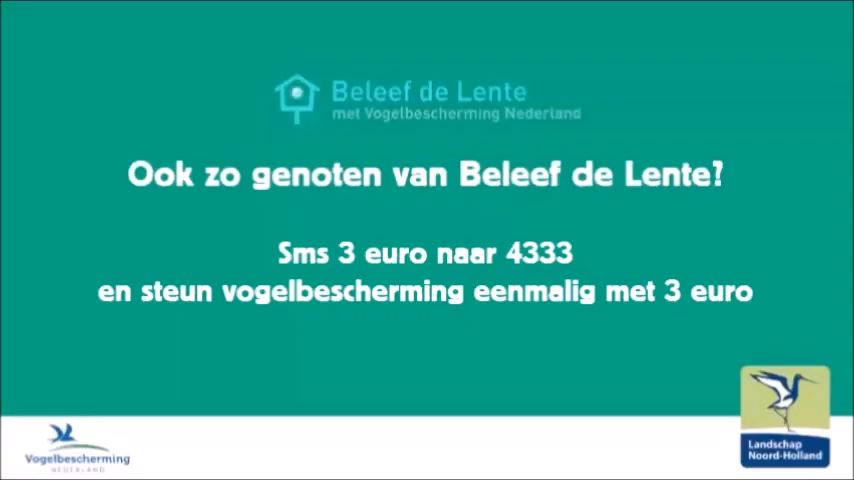 Beleef de Lente
met Vogelbescherming Nederland
Ook zo genoten van Beleef de Lente?
Sms 3 euro naar 4333
en steun vogelbescherming eenmalig met 3 euro
Vogelbescherming
NEDERLAND
Landschap
Noord-Holland